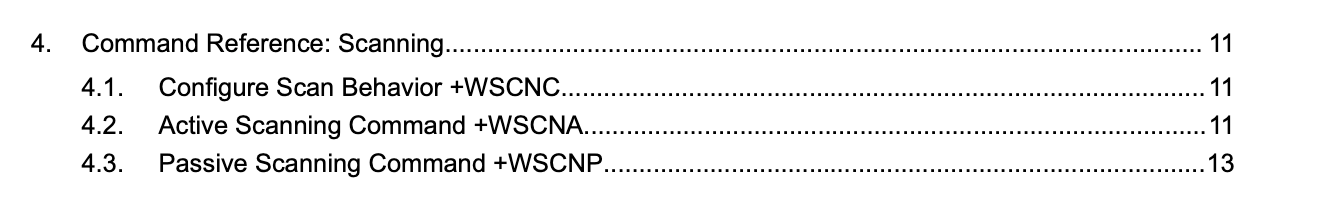 4. Command Reference: Scanning.......................................................................................................... 11
4.1. Configure Scan Behavior +WSCNC.......................................................................................... 11
4.2. Active Scanning Command +WSCNA....................................................................................... 11
4.3. Passive Scanning Command +WSCNP.................................................................................... 13